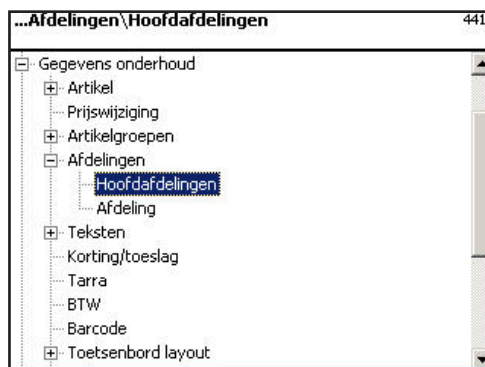 ...Afdelingen\Hoofdafdelingen 441
Gegevens onderhoud
Artikel
Prijswijziging
Artikelgroepen
Afdelingen
Hoofdafdelingen
Afdeling
Teksten
Korting/toeslag
Tarra
BTW
Barcode
Toetsenbord layout